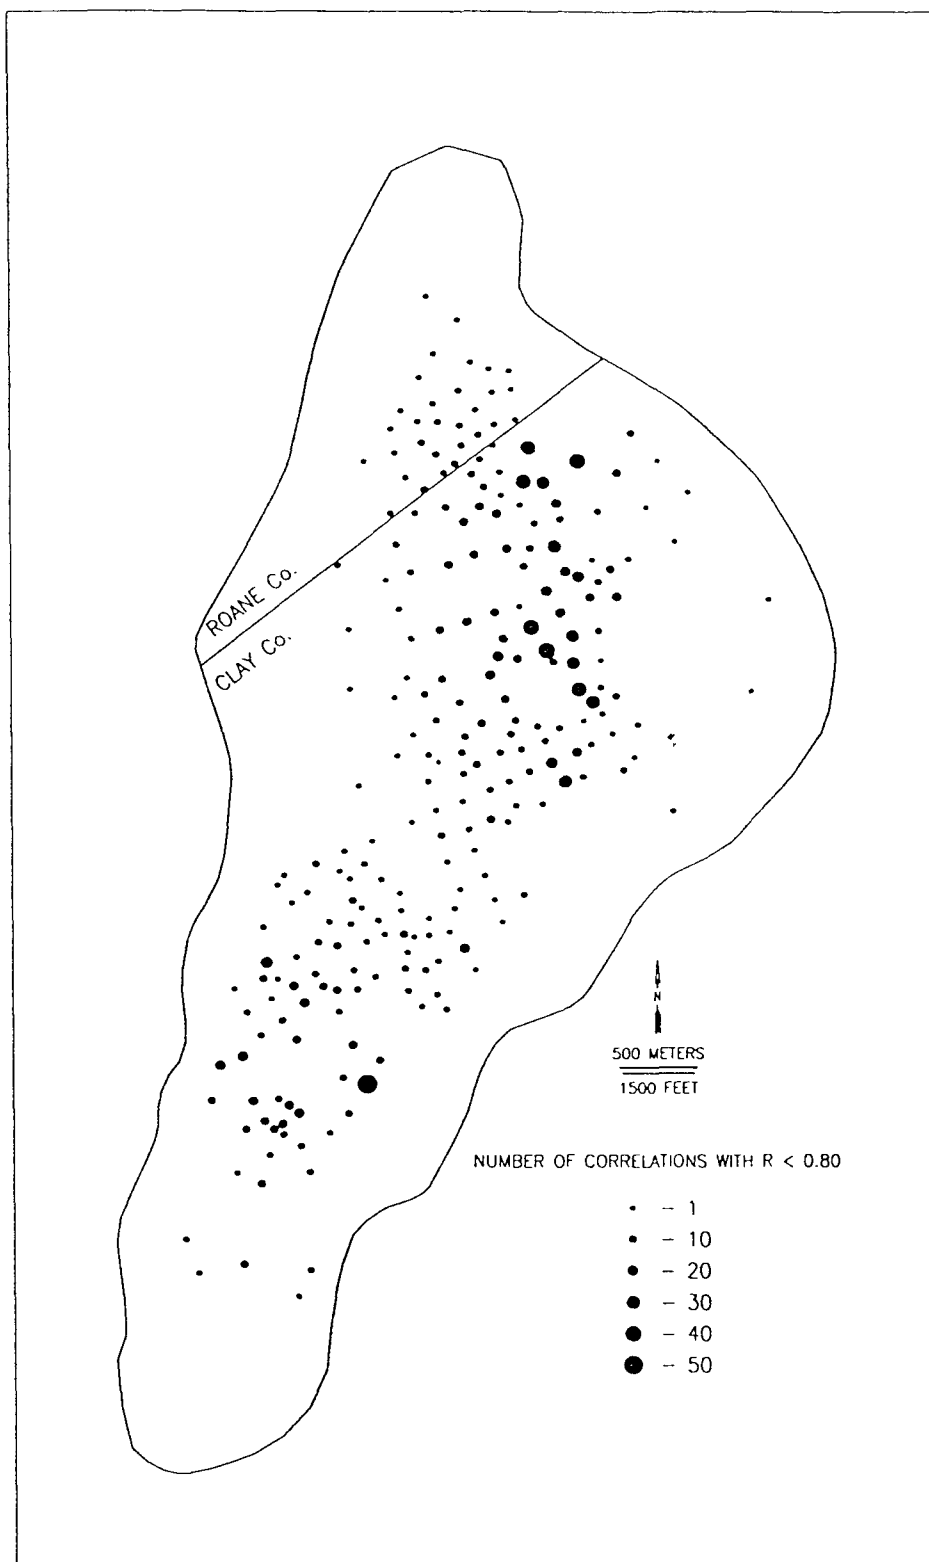 ROANE Co.
CLAY Co.
N
500 METERS
1500 FEET
NUMBER OF CORRELATIONS WITH R < 0.80
- 1
- 10
- 20
- 30
- 40
- 50